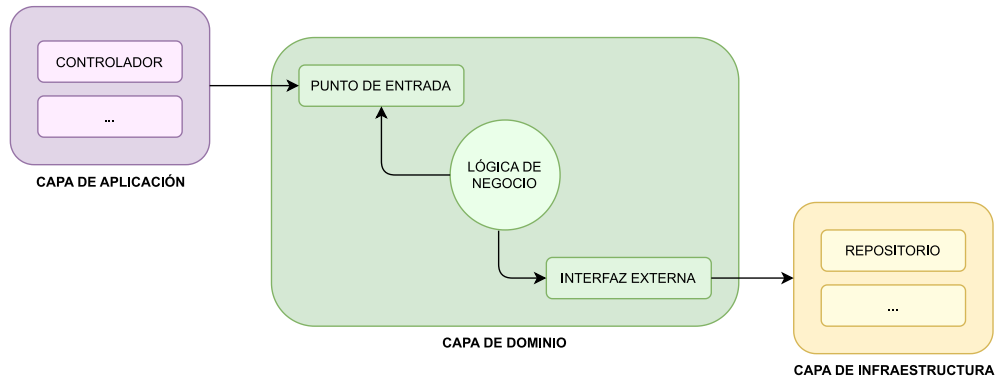 CONTROLADOR
...
CAPA DE APLICACIÓN
PUNTO DE ENTRADA
LÓGICA DE
NEGOCIO
INTERFAZ EXTERNA
CAPA DE DOMINIO
REPOSITORIO
...
CAPA DE INFRAESTRUCTURA